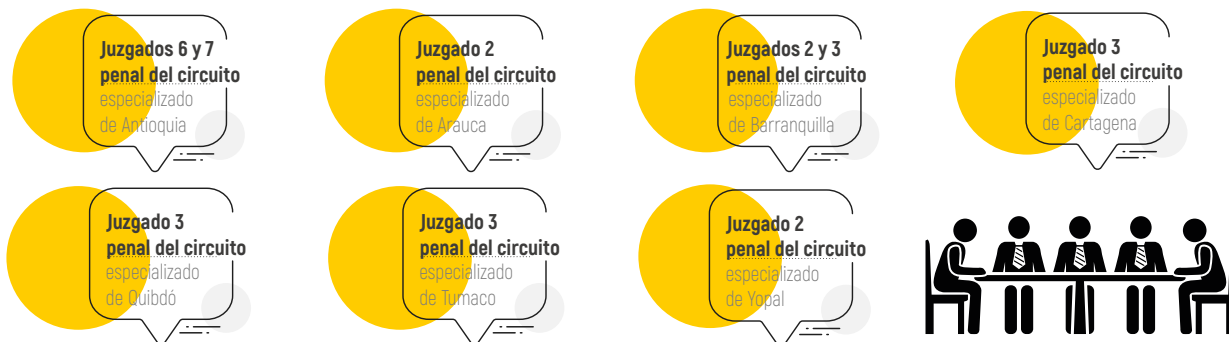 Juzgados 6 y 7
penal del circuito
especializado
de Antioquia
Juzgado 2
penal del circuito
especializado
de Arauca
Juzgados 2 y 3
penal del circuito
especializado
de Barranquilla
Juzgado 3
penal del circuito
especializado
de Cartagena
Juzgado 3
penal del circuito
especializado
de Quibdó
Juzgado 3
penal del circuito
especializado
de Tumaco
Juzgado 2
penal del circuito
especializado
de Yopal